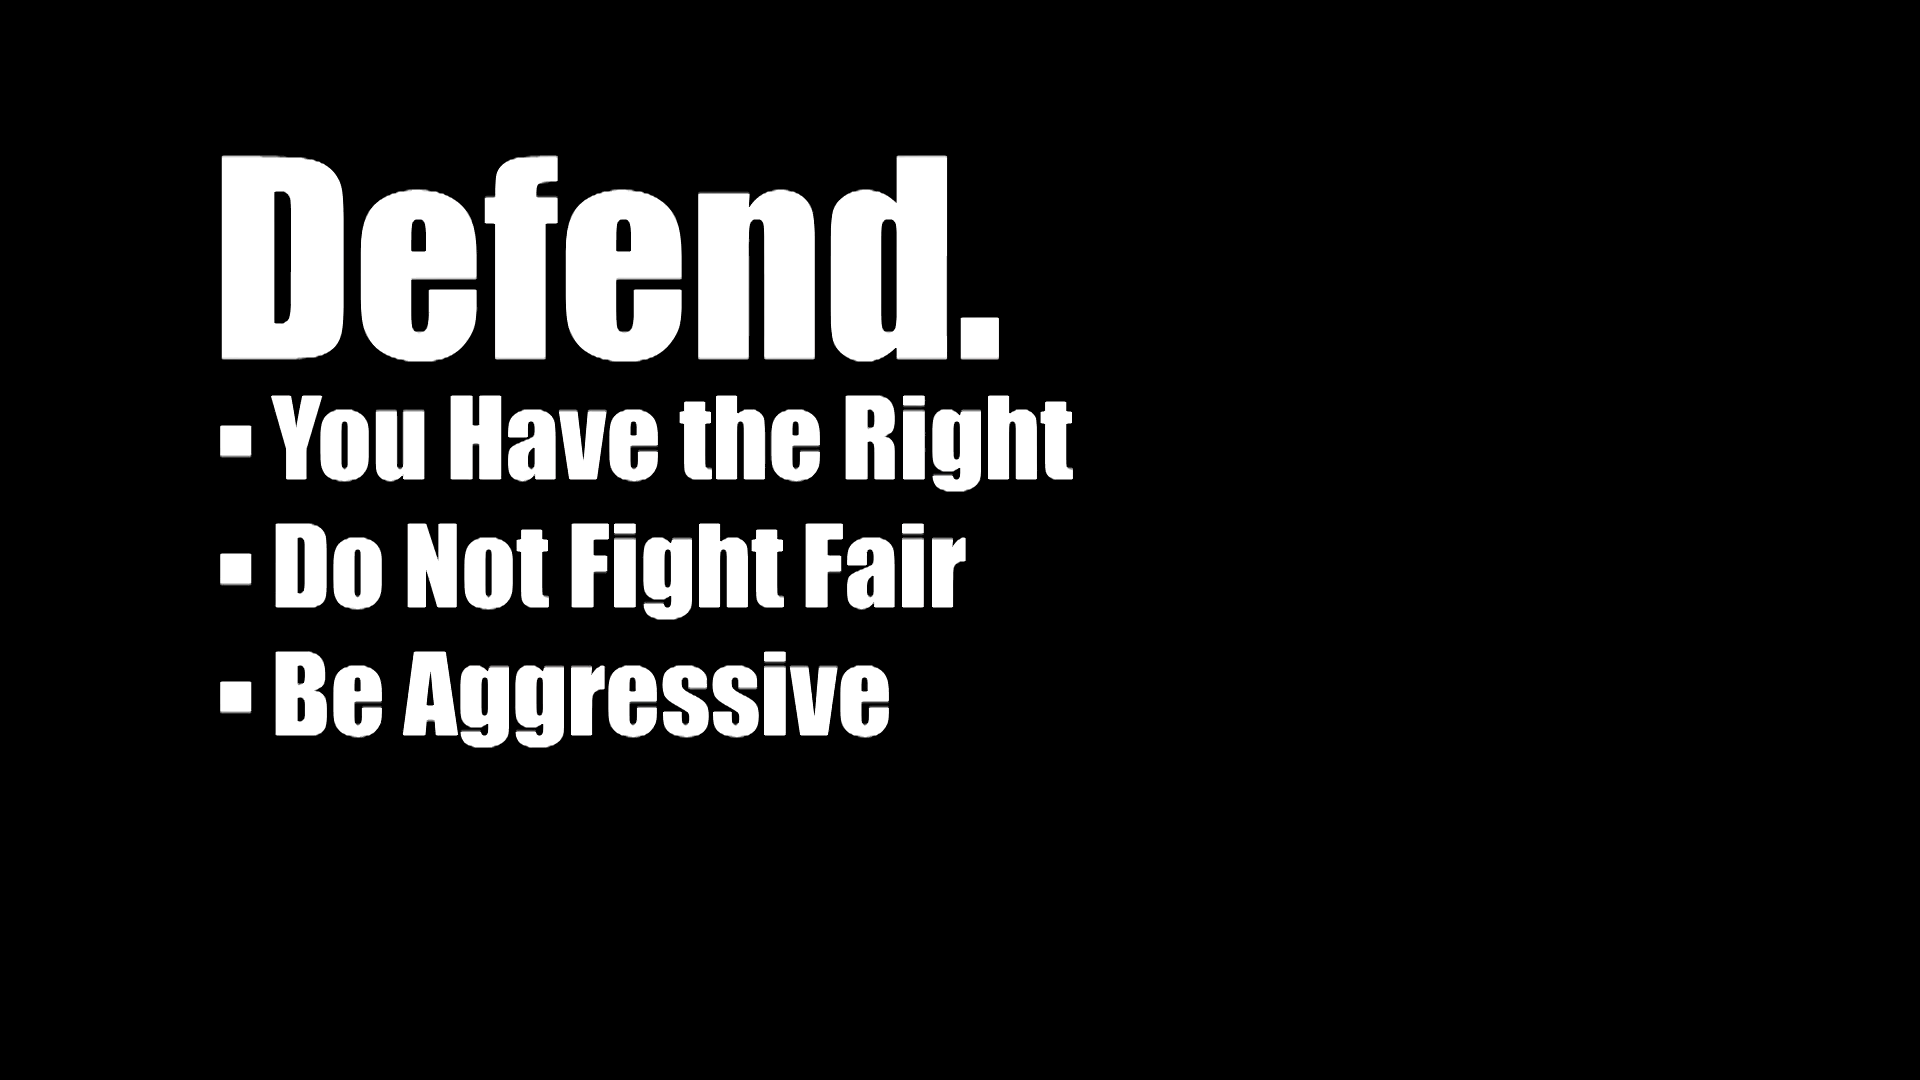 Defend.
▪ You Have the Right
▪ Do Not Fight Fair
▪ Be Aggressive